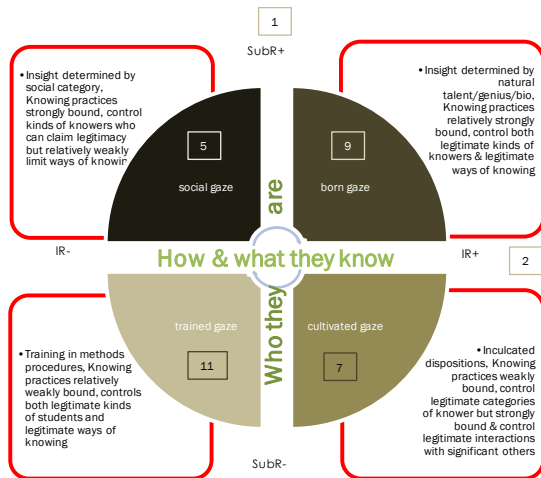 1
SubR+
•Insight determined by
social category,
Knowing practices
strongly bound, control
kinds of knowers who
can claim legitimacy
but relatively weakly
limit ways of
•Insight determined by
natural
talent/genius/bio,
Knowing practices
relatively strongly
bound, control both
legitimate kinds of
knowers & legitimate
ways of knowing
5
social gaze
9
born gaze
IR-
How & what they know
IR+
2
Who they are
trained gaze
11
cultivated gaze
7
•Training in methods
procedures, Knowing
practices relatively
weakly bound, controls
both legitimate kinds
of students and
legitimate ways of
knowing
•Inculcated
dispositions, Knowing
practices weakly
bound, control
legitimate categories
of knower but strongly
bound & control
legitimate interactions
with significant others
SubR-